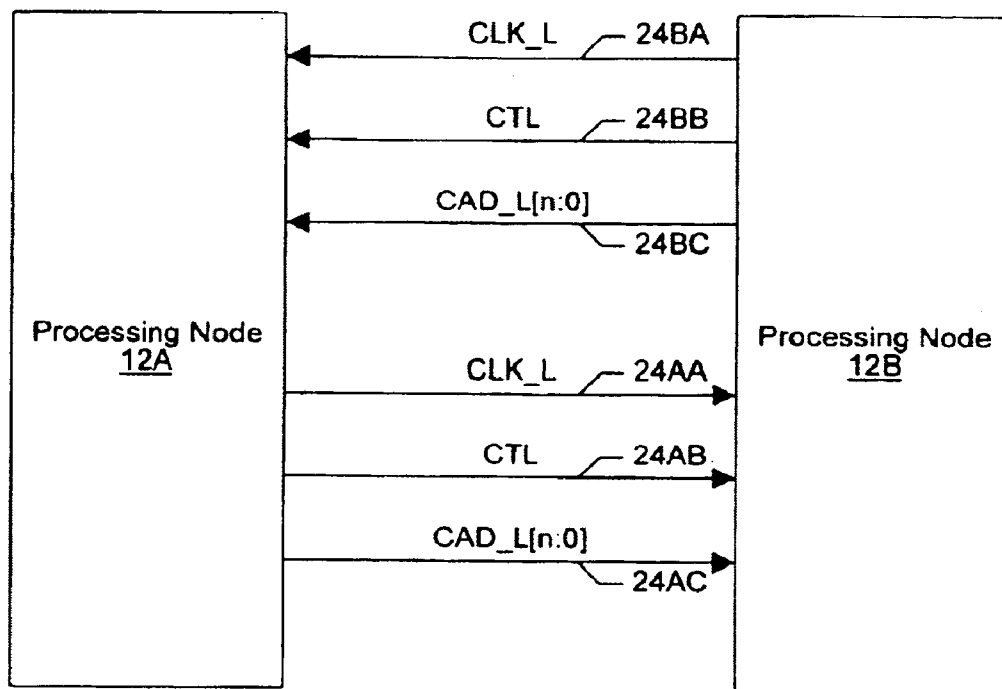 CLK_L 24BA
CTL 24BB
CAD_L[n:0]
24BC
Processing Node
12A
Processing Node
12B
CLK_L 24AA
CTL 24AB
CAD_L[n:0]
24AC